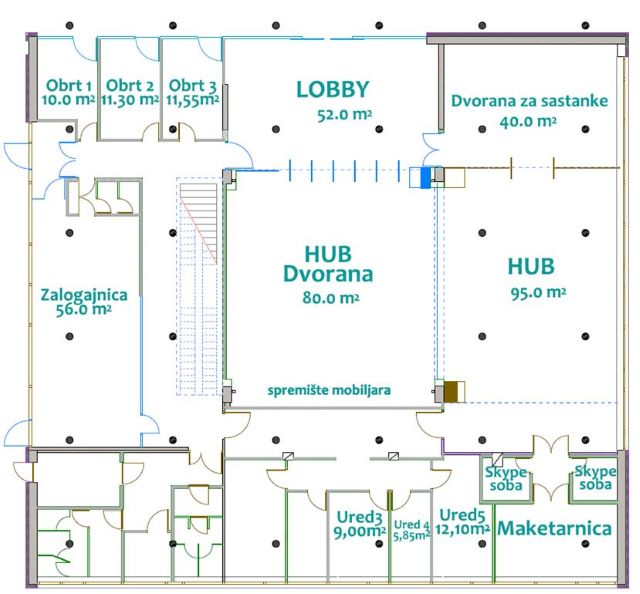 Obrt 1
10.0 m²
Obrt 2
11.30 m²
Obrt 3
11,55m²
LOBBY
52.0 m²
Dvorana za sastanke
40.0 m²
HUB
Dvorana
80.0 m²
HUB
95.0 m²
Zalogajnica
56.0 m²
spremište mobiljara
Skype
soba
Skype
soba
Ured3
9,00m²
Ured 4
5,85m²
Ured5
12,10m²
Maketarnica